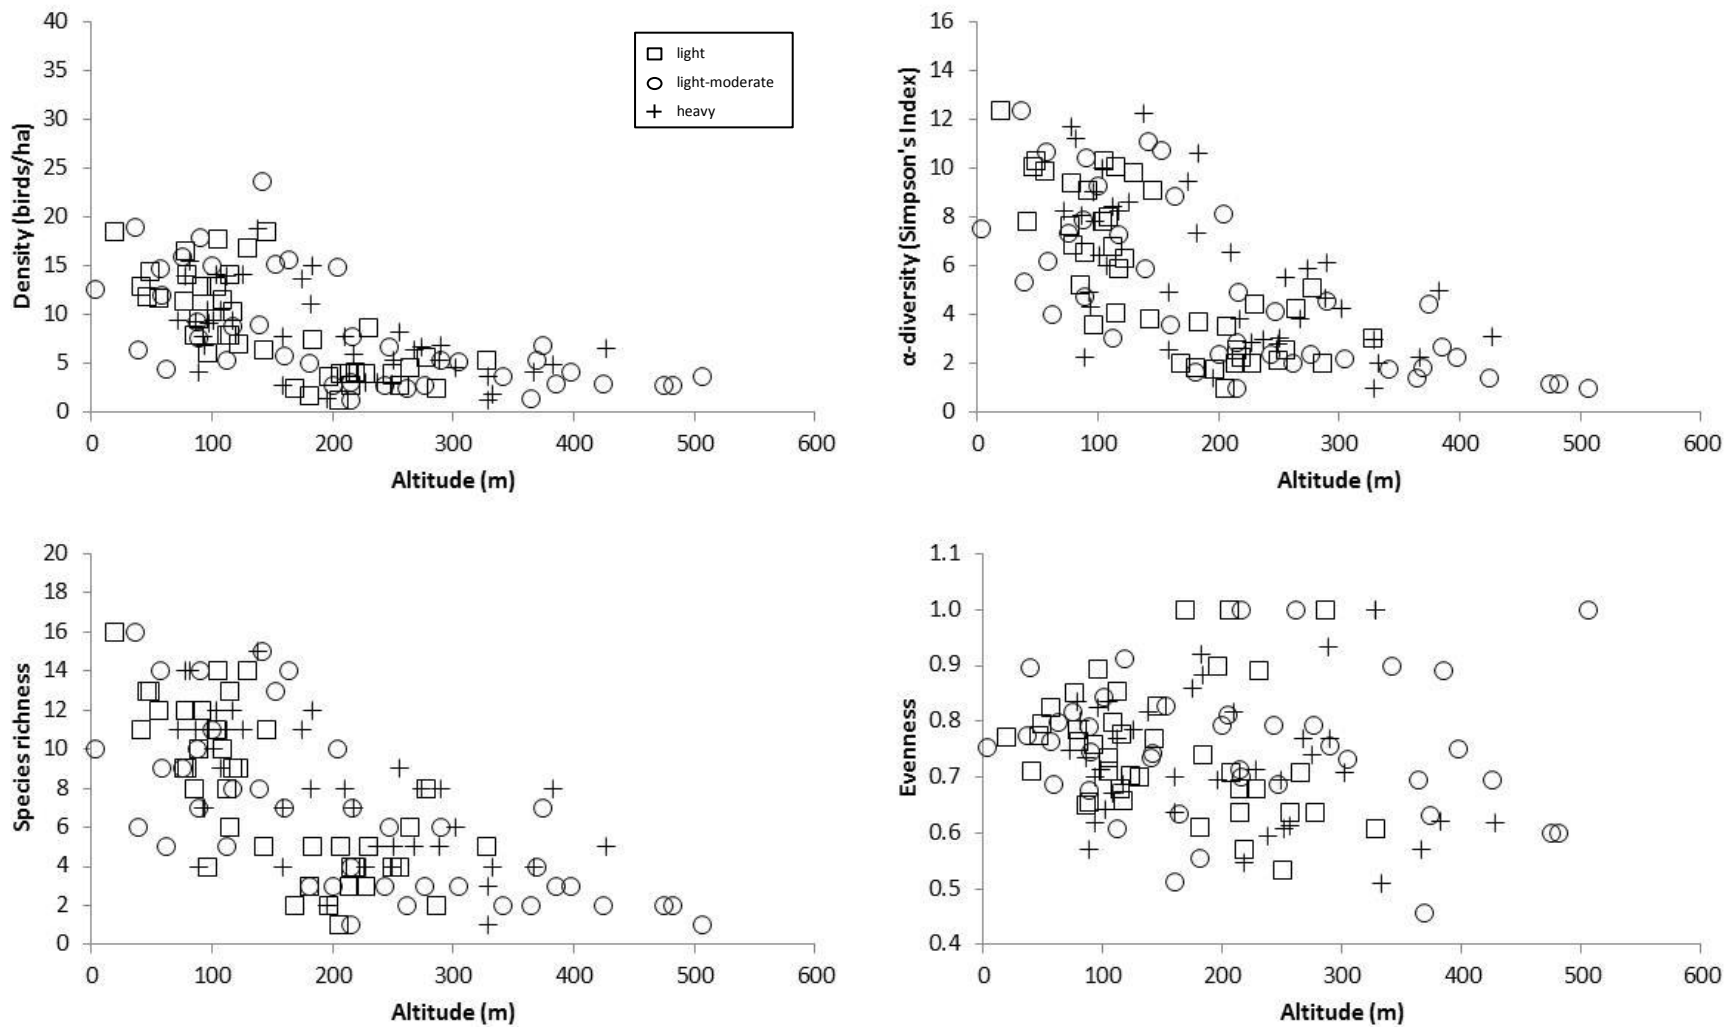 40
35
30
25
20
15
10
5
0
Density (birds/ha)
light
light-moderate
heavy
0 100 200 300 400 500 600
Altitude (m)
16
14
12
10
8
6
4
2
0
α-diversity (Simpson's Index)
0 100 200 300 400 500 600
Altitude (m)
20
18
16
14
12
10
8
6
4
2
0
Species richness
0 100 200 300 400 500 600
Altitude (m)
1.1
1.0
0.9
0.8
0.7
0.6
0.5
0.4
Evenness
0 100 200 300 400 500 600
Altitude (m)